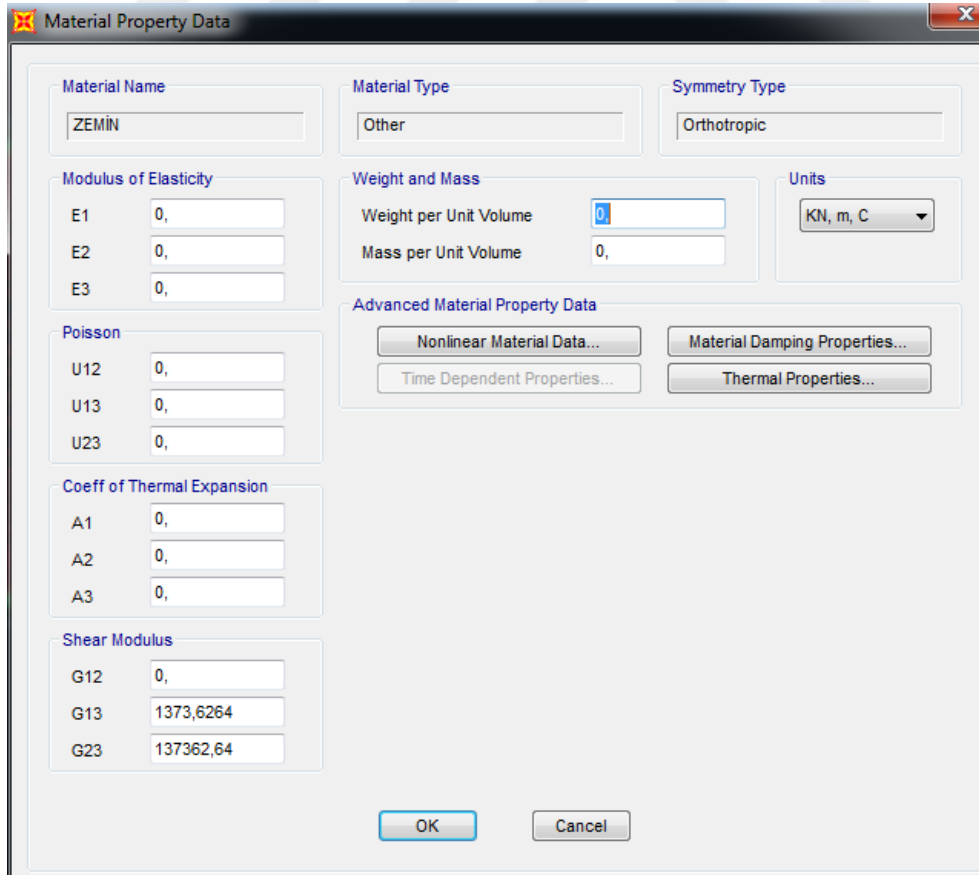 Material Property Data
Material Name
ZEMİN
Material Type
Other
Symmetry Type
Orthotropic
Modulus of Elasticity
E1 0,
E2 0,
E3 0,
Weight and Mass
Weight per Unit Volume 0,
Mass per Unit Volume 0,
Units
KN, m, C
Poisson
U12 0,
U13 0,
U23 0,
Advanced Material Property Data
Nonlinear Material Data... Material Damping Properties...
Time Dependent Properties... Thermal Properties...
Coeff of Thermal Expansion
A1 0,
A2 0,
A3 0,
Shear Modulus
G12 0,
G13 1373,6264
G23 137362,64
OK Cancel